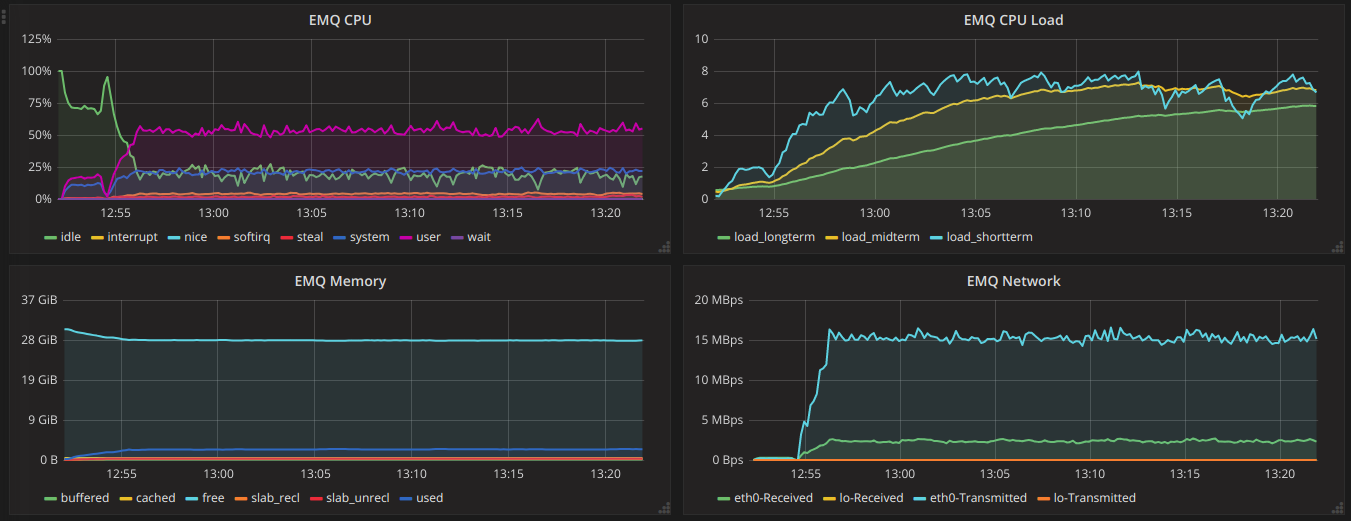 EMQ CPU
125%
100%
75%
50%
25%
0%
12:55 13:00 13:05 13:10 13:15 13:20
idle interrupt nice softirq steal system user wait
EMQ CPU Load
10
8
6
4
2
0
12:55 13:00 13:05 13:10 13:15 13:20
load_longterm load_midterm load_shortterm
EMQ Memory
37 GiB
28 GiB
19 GiB
9 GiB
0 B
12:55 13:00 13:05 13:10 13:15 13:20
buffered cached free slab_recl slab_unrecl used
EMQ Network
20 MBps
15 MBps
10 MBps
5 MBps
0 Bps
12:55 13:00 13:05 13:10 13:15 13:20
eth0-Received lo-Received eth0-Transmitted lo-Transmitted